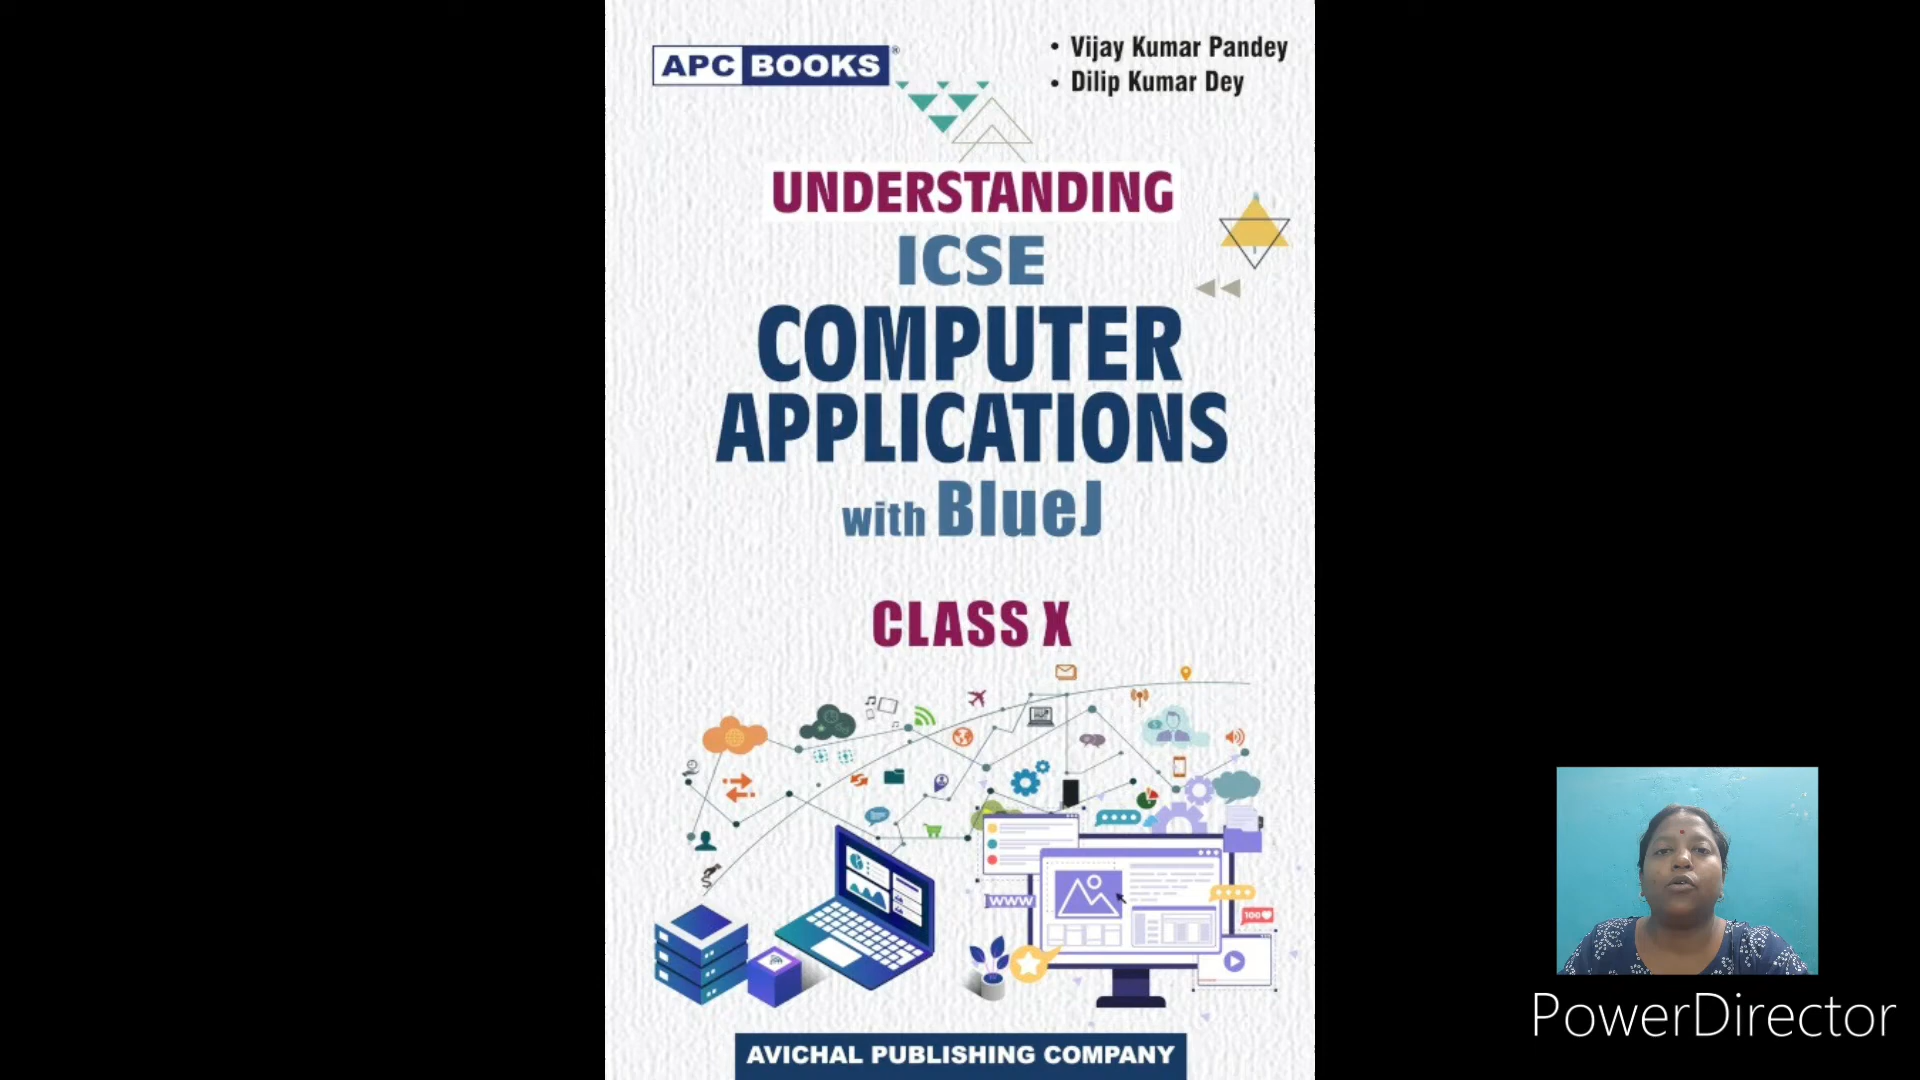 APC BOOKS®
• Vijay Kumar Pandey
• Dilip Kumar Dey
UNDERSTANDING
ICSE
COMPUTER
APPLICATIONS
with BlueJ
CLASS X
WWW
100
AVICHAL PUBLISHING COMPANY
PowerDirector